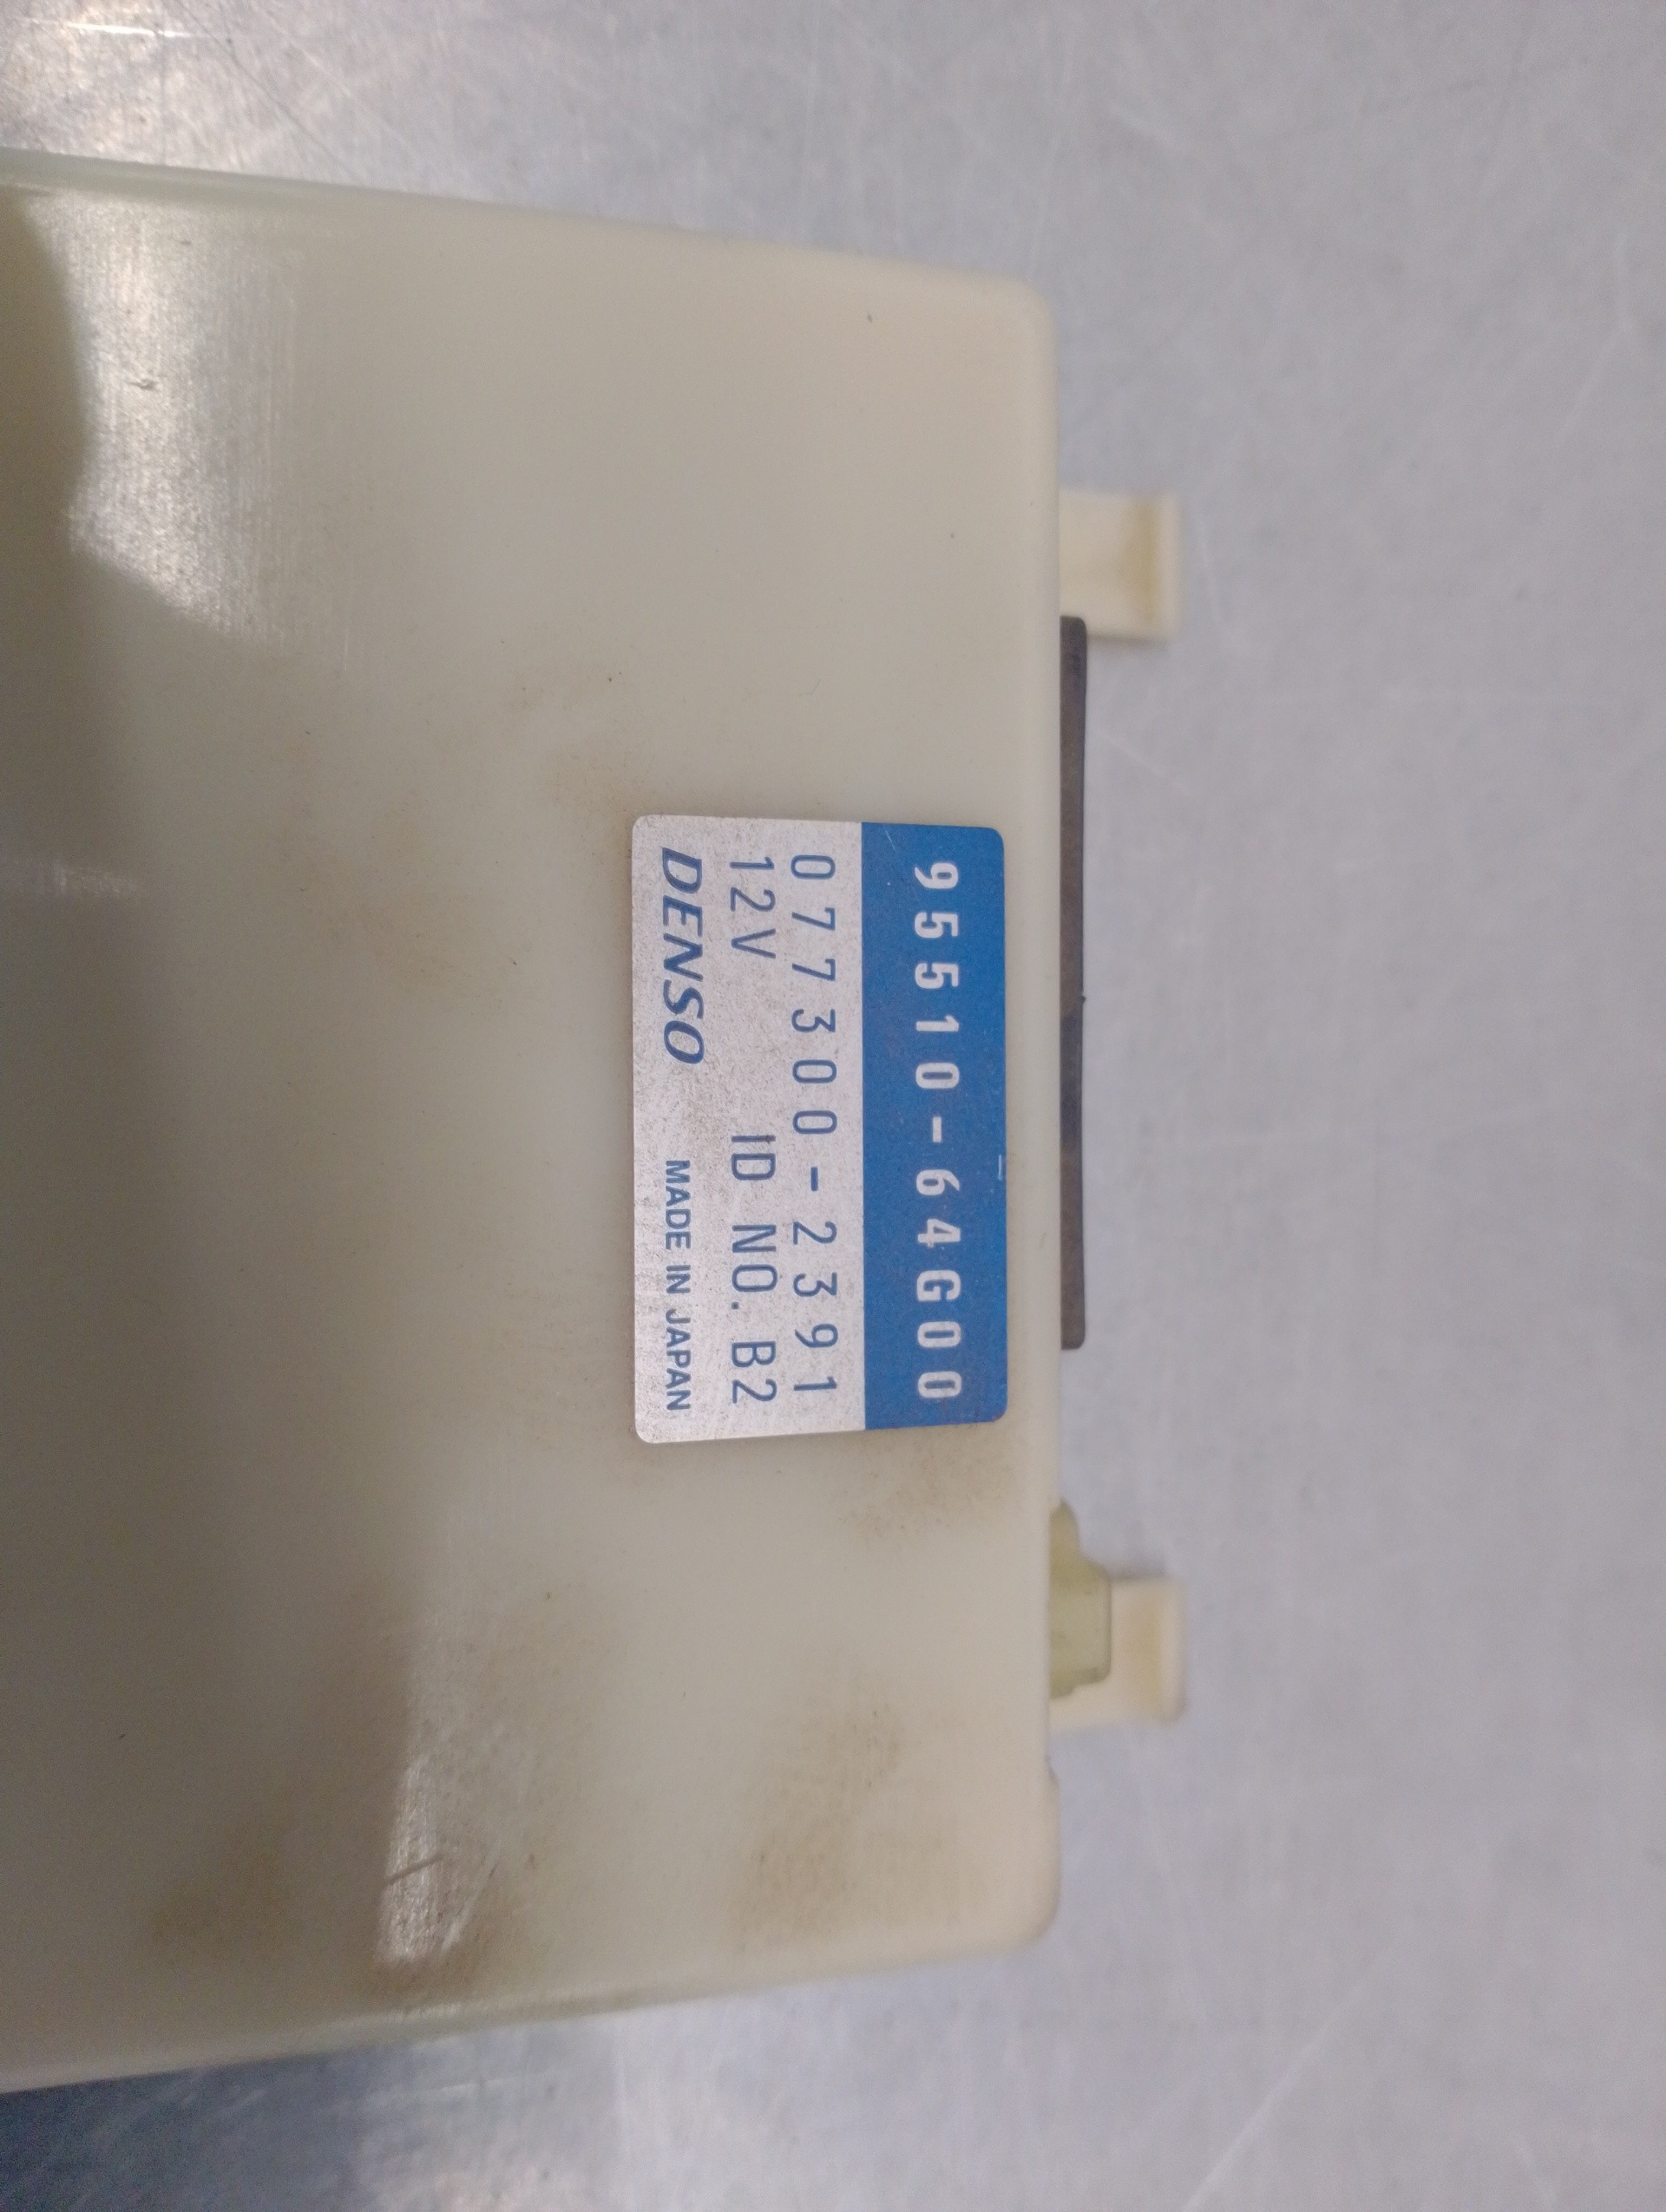 95510-64G00
077300-2391
12V ID NO. B2
DENSO MADE IN JAPAN